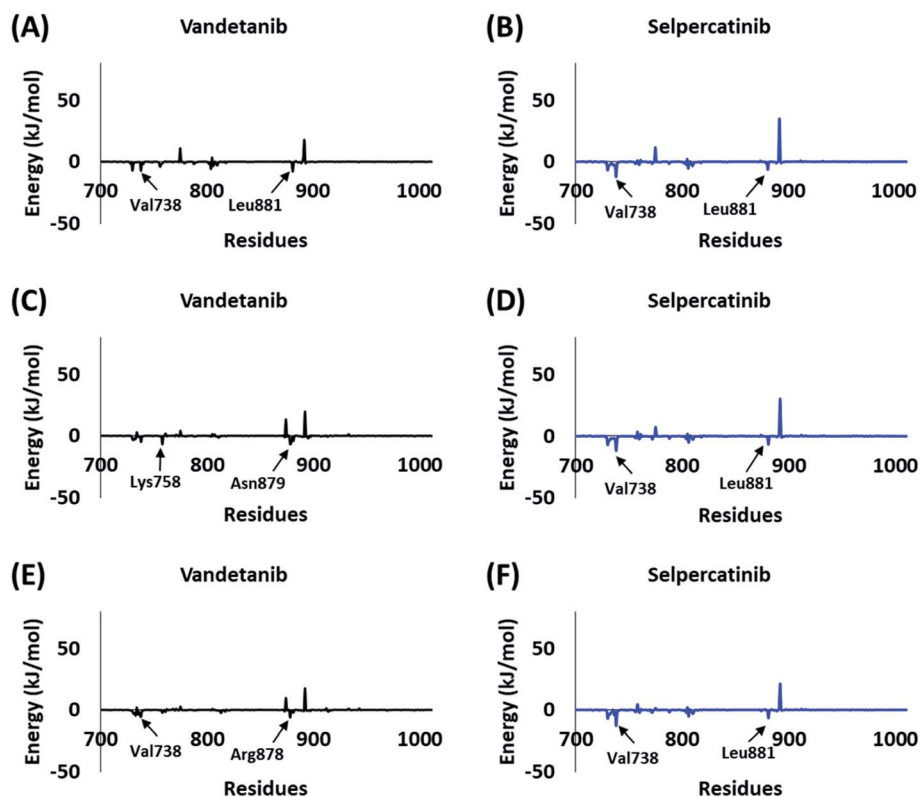 (A)
Vandetanib
Energy (kJ/mol)
50
0
-50
700
800
900
1000
Val738
Leu881
Residues
(B)
Selpercatinib
Energy (kJ/mol)
50
0
-50
700
800
900
1000
Val738
Leu881
Residues
(C)
Vandetanib
Energy (kJ/mol)
50
0
-50
700
800
900
1000
Lys758
Asn879
Residues
(D)
Selpercatinib
Energy (kJ/mol)
50
0
-50
700
800
900
1000
Val738
Leu881
Residues
(E)
Vandetanib
Energy (kJ/mol)
50
0
-50
700
800
900
1000
Val738
Arg878
Residues
(F)
Selpercatinib
Energy (kJ/mol)
50
0
-50
700
800
900
1000
Val738
Leu881
Residues